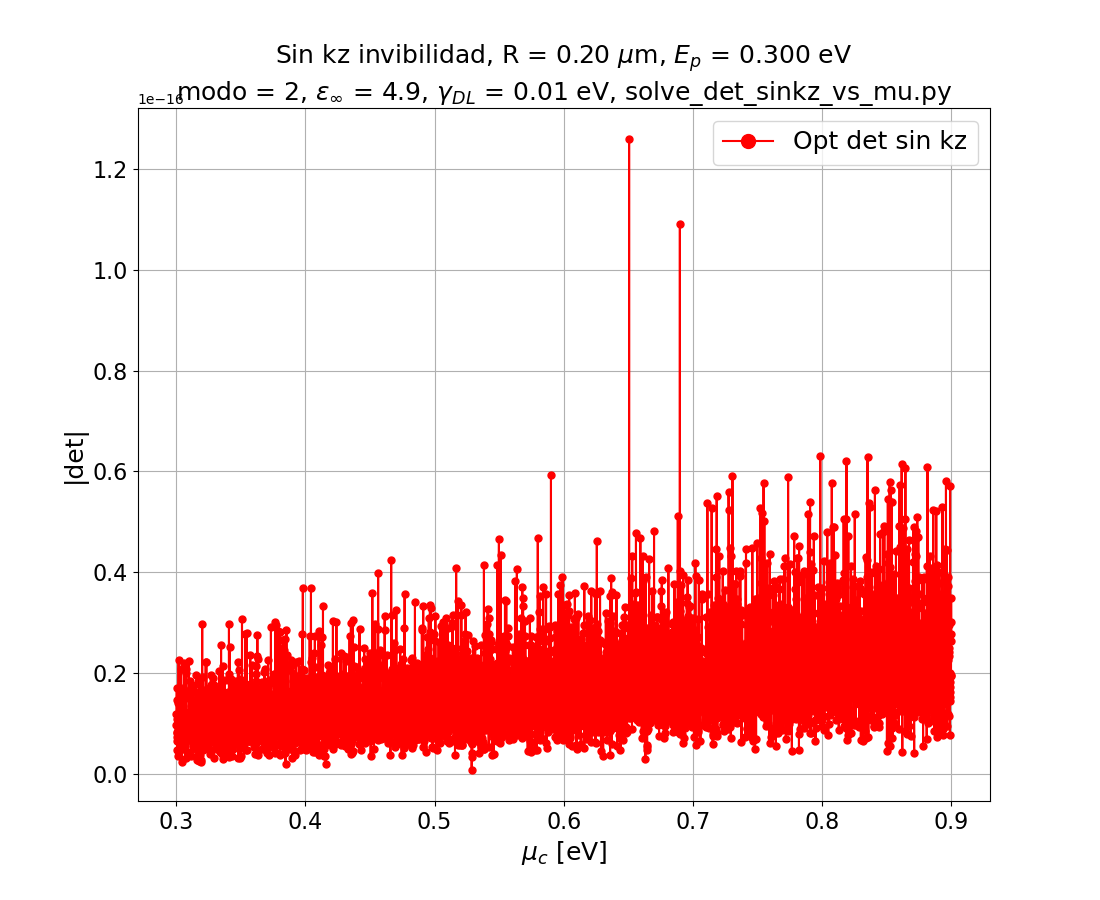 Sin kz invibilidad, R = 0.20 μm, E_p = 0.300 eV
modo = 2, ε_∞ = 4.9, γ_DL = 0.01 eV, solve_det_sinkz_vs_mu.py
1e−16
Opt det sin kz
1.2
1.0
0.8
0.6
0.4
0.2
0.0
|det|
0.3 0.4 0.5 0.6 0.7 0.8 0.9
μ_c [eV]